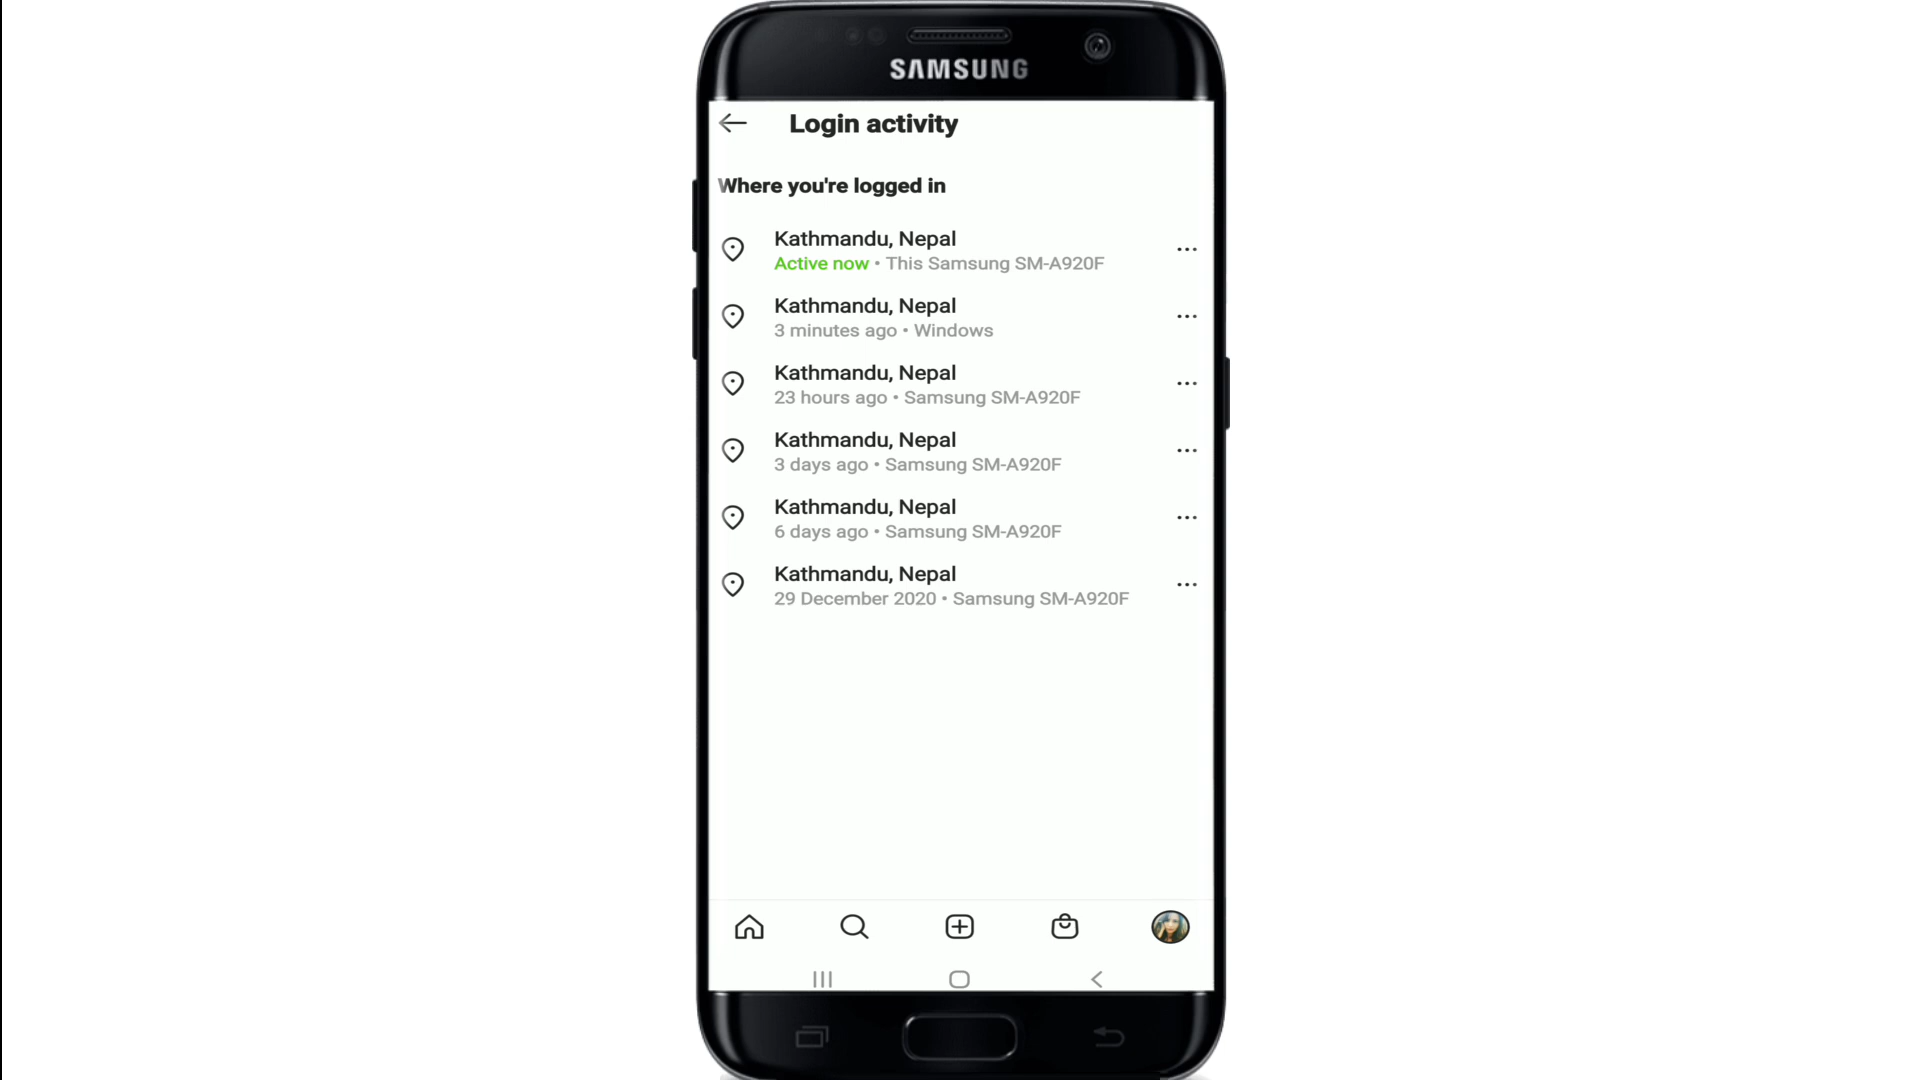 SAMSUNG
Login activity
Where you're logged in
Kathmandu, Nepal
Active now • This Samsung SM-A920F
Kathmandu, Nepal
3 minutes ago • Windows
Kathmandu, Nepal
23 hours ago • Samsung SM-A920F
Kathmandu, Nepal
3 days ago • Samsung SM-A920F
Kathmandu, Nepal
6 days ago • Samsung SM-A920F
Kathmandu, Nepal
29 December 2020 • Samsung SM-A920F